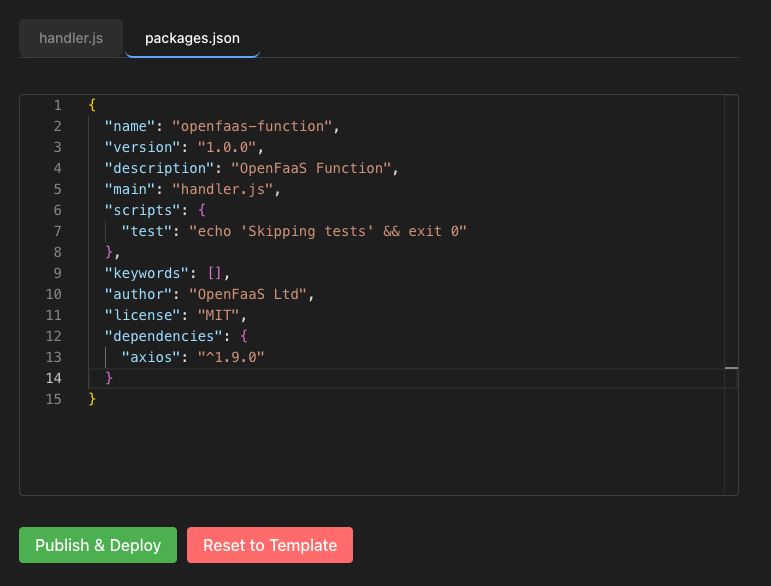 handler.js packages.json
1 {
2 "name": "openfaas-function",
3 "version": "1.0.0",
4 "description": "OpenFaaS Function",
5 "main": "handler.js",
6 "scripts": {
7 "test": "echo 'Skipping tests' && exit 0"
8 },
9 "keywords": [],
10 "author": "OpenFaaS Ltd",
11 "license": "MIT",
12 "dependencies": {
13 "axios": "^1.9.0"
14 }
15 }
Publish & Deploy Reset to Template